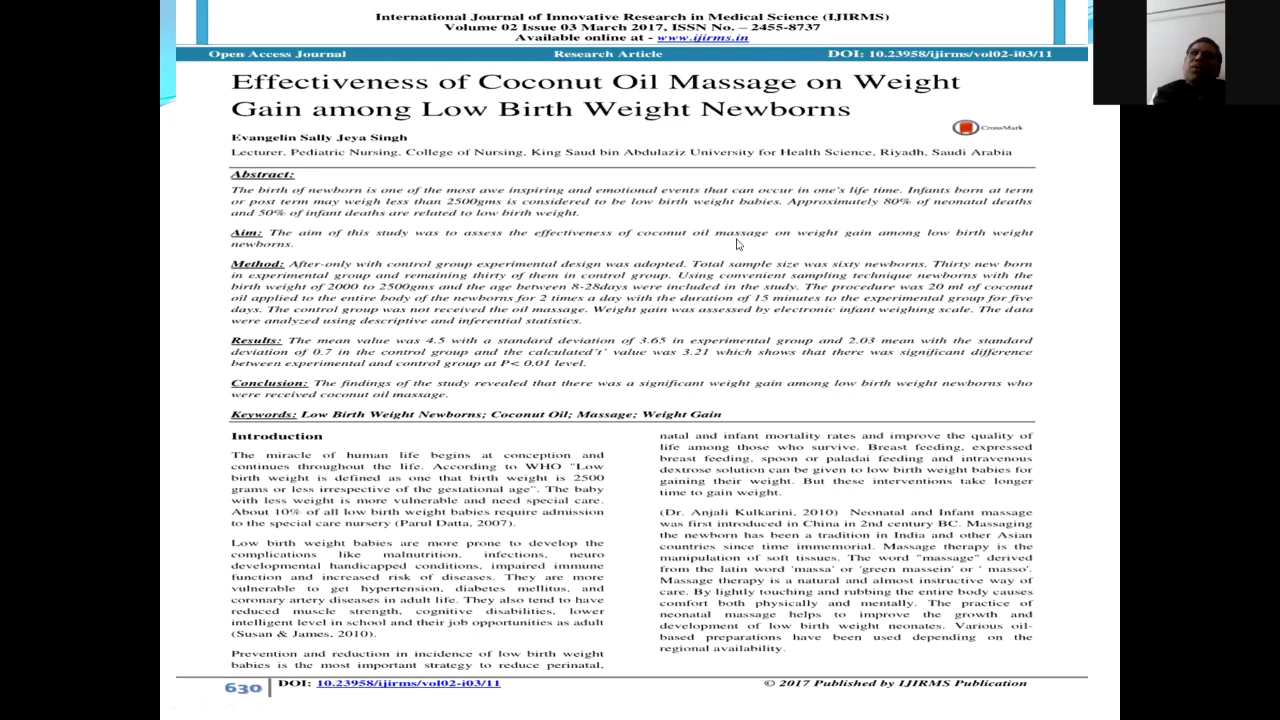 International Journal of Innovative Research in Medical Science (IJIRMS)
Volume 02 Issue 03 March 2017, ISSN No. – 2455-8737
Available online at - www.ijirms.in
Open Access Journal Research Article DOI: 10.23958/ijirms/vol02-i03/11
Effectiveness of Coconut Oil Massage on Weight
Gain among Low Birth Weight Newborns
CrossMark
Evangelin Sally Jeya Singh
Lecturer, Pediatric Nursing, College of Nursing, King Saud bin Abdulaziz University for Health Science, Riyadh, Saudi Arabia
Abstract:
The birth of newborn is one of the most awe inspiring and emotional events that can occur in one's life time. Infants born at term
or post term may weigh less than 2500gms is considered to be low birth weight babies. Approximately 80% of neonatal deaths
and 50% of infant deaths are related to low birth weight.
Aim: The aim of this study was to assess the effectiveness of coconut oil massage on weight gain among low birth weight
newborns.
Method: After-only with control group experimental design was adopted. Total sample size was sixty newborns. Thirty new born
in experimental group and remaining thirty of them in control group. Using convenient sampling technique newborns with the
birth weight of 2000 to 2500gms and the age between 8-28days were included in the study. The procedure was 20 ml of coconut
oil applied to the entire body of the newborns for 2 times a day with the duration of 15 minutes to the experimental group for five
days. The control group was not received the oil massage. Weight gain was assessed by electronic infant weighing scale. The data
were analyzed using descriptive and inferential statistics.
Results: The mean value was 4.5 with a standard deviation of 3.65 in experimental group and 2.03 mean with the standard
deviation of 0.7 in the control group and the calculated't' value was 3.21 which shows that there was significant difference
between experimental and control group at P< 0.01 level.
Conclusion: The findings of the study revealed that there was a significant weight gain among low birth weight newborns who
were received coconut oil massage.
Keywords: Low Birth Weight Newborns; Coconut Oil; Massage; Weight Gain
Introduction
The miracle of human life begins at conception and
continues throughout the life. According to WHO "Low
birth weight is defined as one that birth weight is 2500
grams or less irrespective of the gestational age". The baby
with less weight is more vulnerable and need special care.
About 10% of all low birth weight babies require admission
to the special care nursery (Parul Datta, 2007).
Low birth weight babies are more prone to develop the
complications like malnutrition, infections, neuro
developmental handicapped conditions, impaired immune
function and increased risk of diseases. They are more
vulnerable to get hypertension, diabetes mellitus, and
coronary artery diseases in adult life. They also tend to have
reduced muscle strength, cognitive disabilities, lower
intelligent level in school and their job opportunities as adult
(Susan & James, 2010).
Prevention and reduction in incidence of low birth weight
babies is the most important strategy to reduce perinatal,
natal and infant mortality rates and improve the quality of
life among those who survive. Breast feeding, expressed
breast feeding, spoon or paladai feeding and intravenous
dextrose solution can be given to low birth weight babies for
gaining their weight. But these interventions take longer
time to gain weight.
(Dr. Anjali Kulkarini, 2010) Neonatal and Infant massage
was first introduced in China in 2nd century BC. Massaging
the newborn has been a tradition in India and other Asian
countries since time immemorial. Massage therapy is the
manipulation of soft tissues. The word "massage" derived
from the latin word 'massa' or 'green massein' or ' masso'.
Massage therapy is a natural and almost instructive way of
care. By lightly touching and rubbing the entire body causes
comfort both physically and mentally. The practice of
neonatal massage helps to improve the growth and
development of low birth weight neonates. Various oil-
based preparations have been used depending on the
regional availability.
630 DOI: 10.23958/ijirms/vol02-i03/11 © 2017 Published by IJIRMS Publication